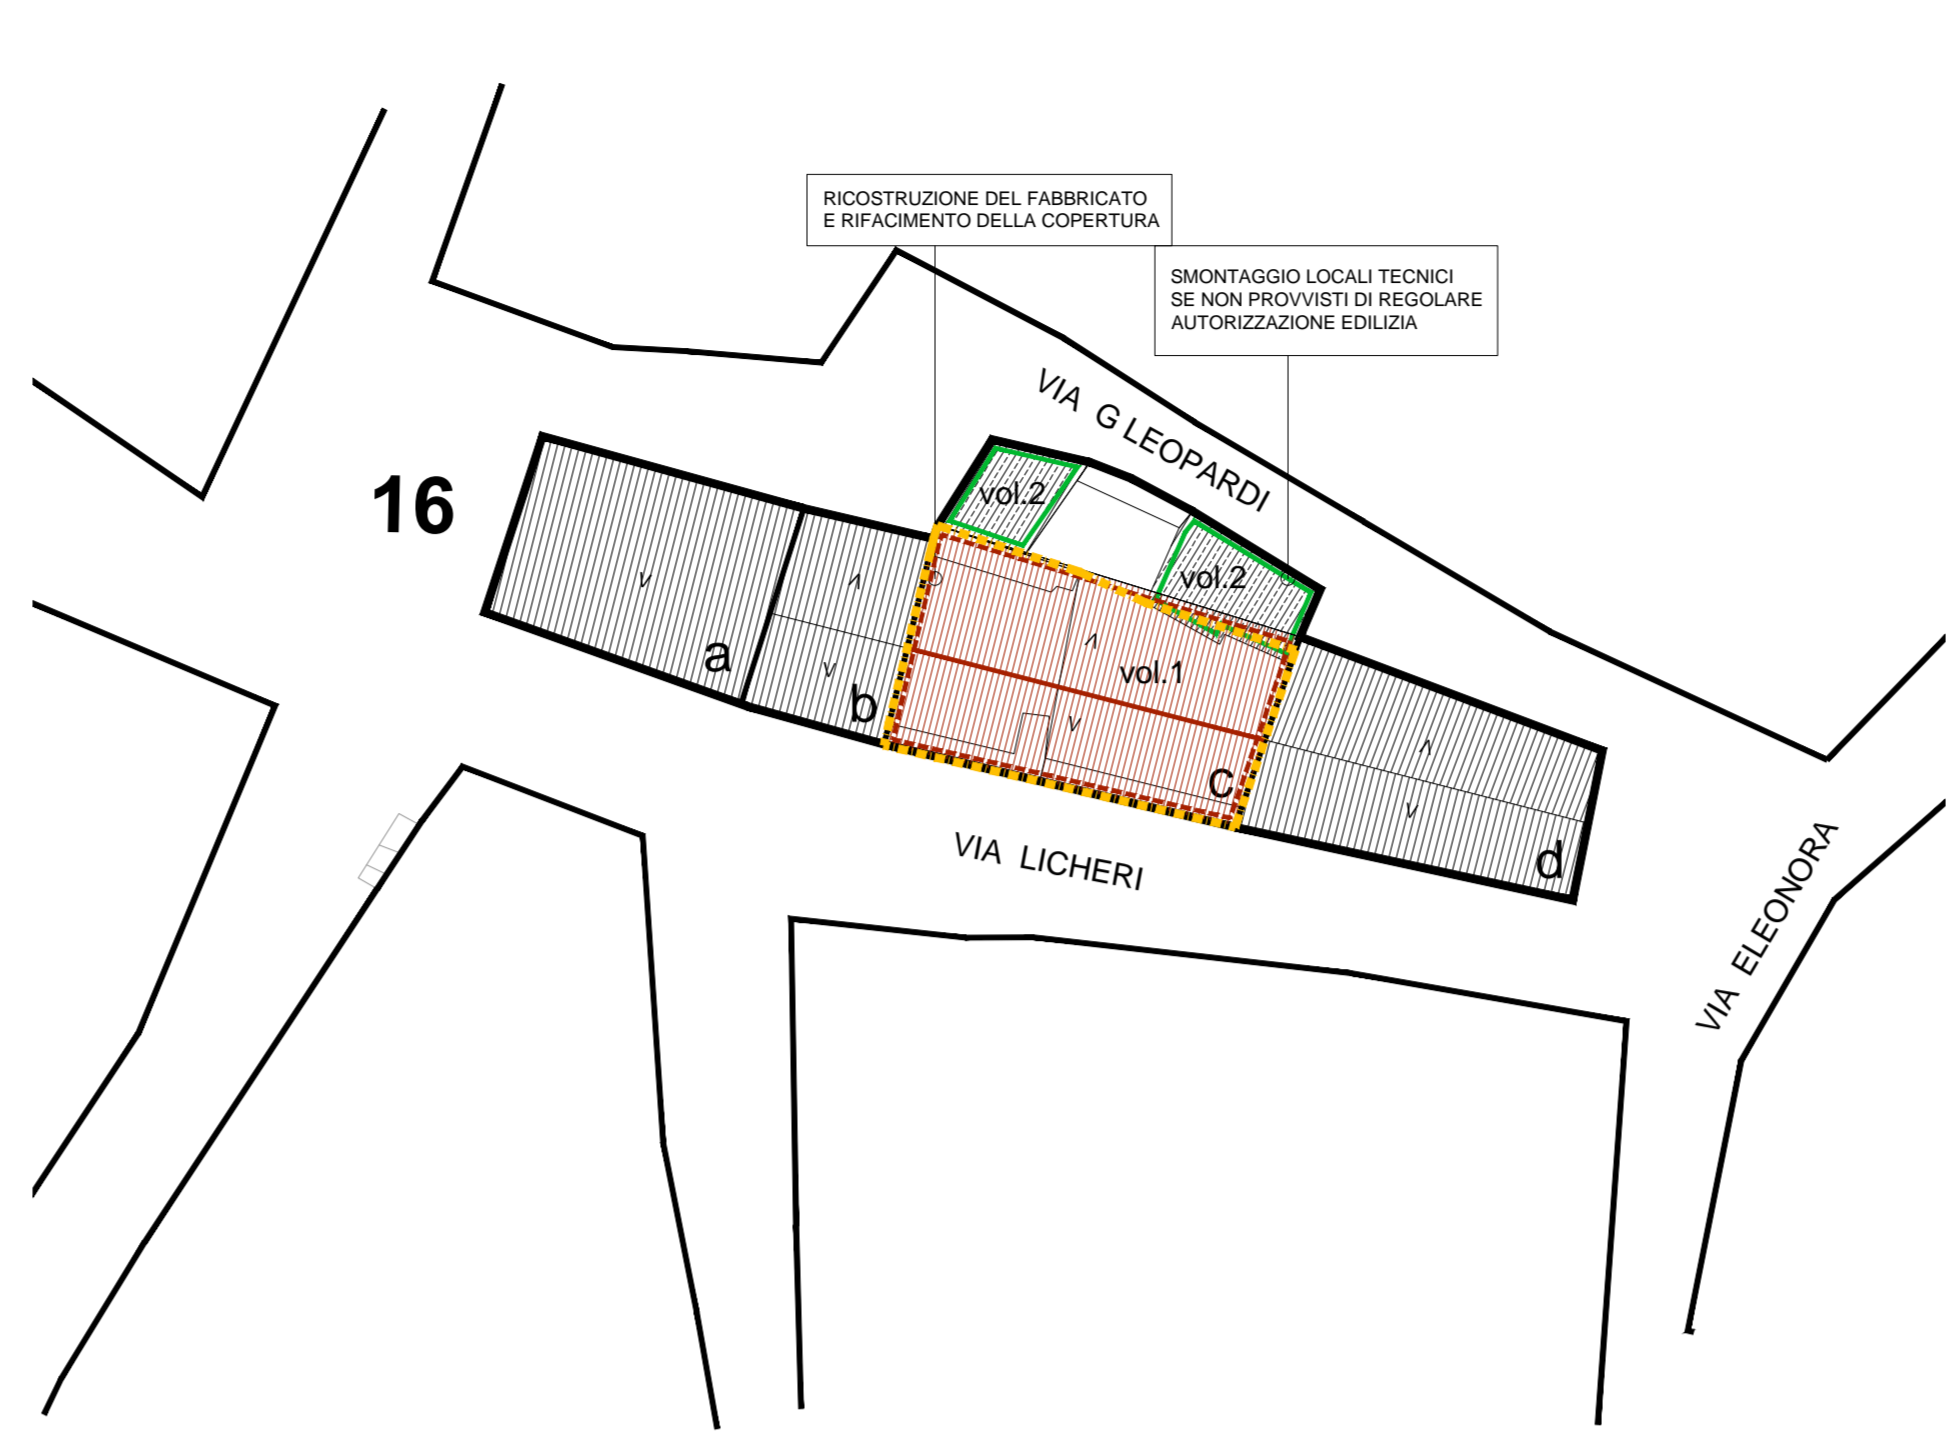 RICOSTRUZIONE DEL FABBRICATO
E RIFACIMENTO DELLA COPERTURA
SMONTAGGIO LOCALI TECNICI
SE NON PROVVISTI DI REGOLARE
AUTORIZZAZIONE EDILIZIA
VIA G LEOPARDI
16
vol.2
vol.2
a
vol.1
b
c
VIA LICHERI
d
VIA ELEONORA